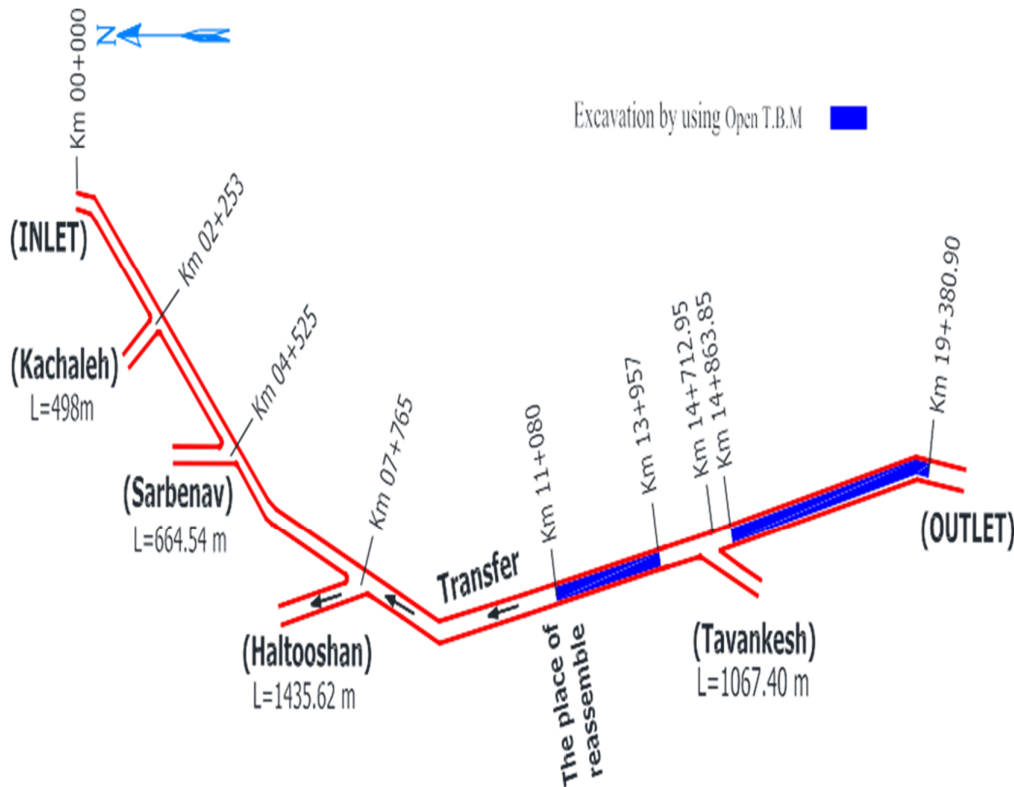 Km 00+000
N
Excavation by using Open T.B.M
(INLET)
Km 02+253
(Kachaleh)
L=498m
Km 04+525
(Sarbenav)
L=664.54 m
Km 07+765
(Haltooshan)
L=1435.62 m
Transfer
Km 11+080
The place of
reassemble
Km 13+957
Km 14+712.95
Km 14+863.85
(Tavankesh)
L=1067.40 m
Km 19+380.90
(OUTLET)